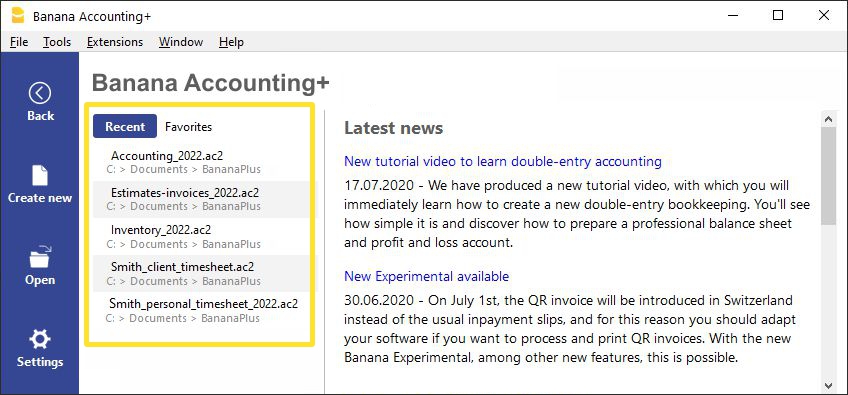 Banana Accounting+
File Tools Extensions Window Help
Back
Create new
Open
Settings
Banana Accounting+
Recent Favorites
Accounting_2022.ac2
C: > Documents > BananaPlus
Estimates-invoices_2022.ac2
C: > Documents > BananaPlus
Inventory_2022.ac2
C: > Documents > BananaPlus
Smith_client_timesheet.ac2
C: > Documents > BananaPlus
Smith_personal_timesheet_2022.ac2
C: > Documents > BananaPlus
Latest news
New tutorial video to learn double-entry accounting
17.07.2020 - We have produced a new tutorial video, with which you will
immediately learn how to create a new double-entry bookkeeping. You'll see
how simple it is and discover how to prepare a professional balance sheet
and profit and loss account.
New Experimental available
30.06.2020 - On July 1st, the QR invoice will be introduced in Switzerland
instead of the usual inpayment slips, and for this reason you should adapt
your software if you want to process and print QR invoices. With the new
Banana Experimental, among other new features, this is possible.